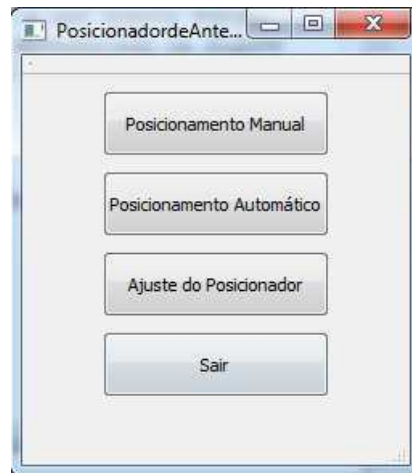 PosicionadordeAnte...
Posicionamento Manual
Posicionamento Automático
Ajuste do Posicionador
Sair